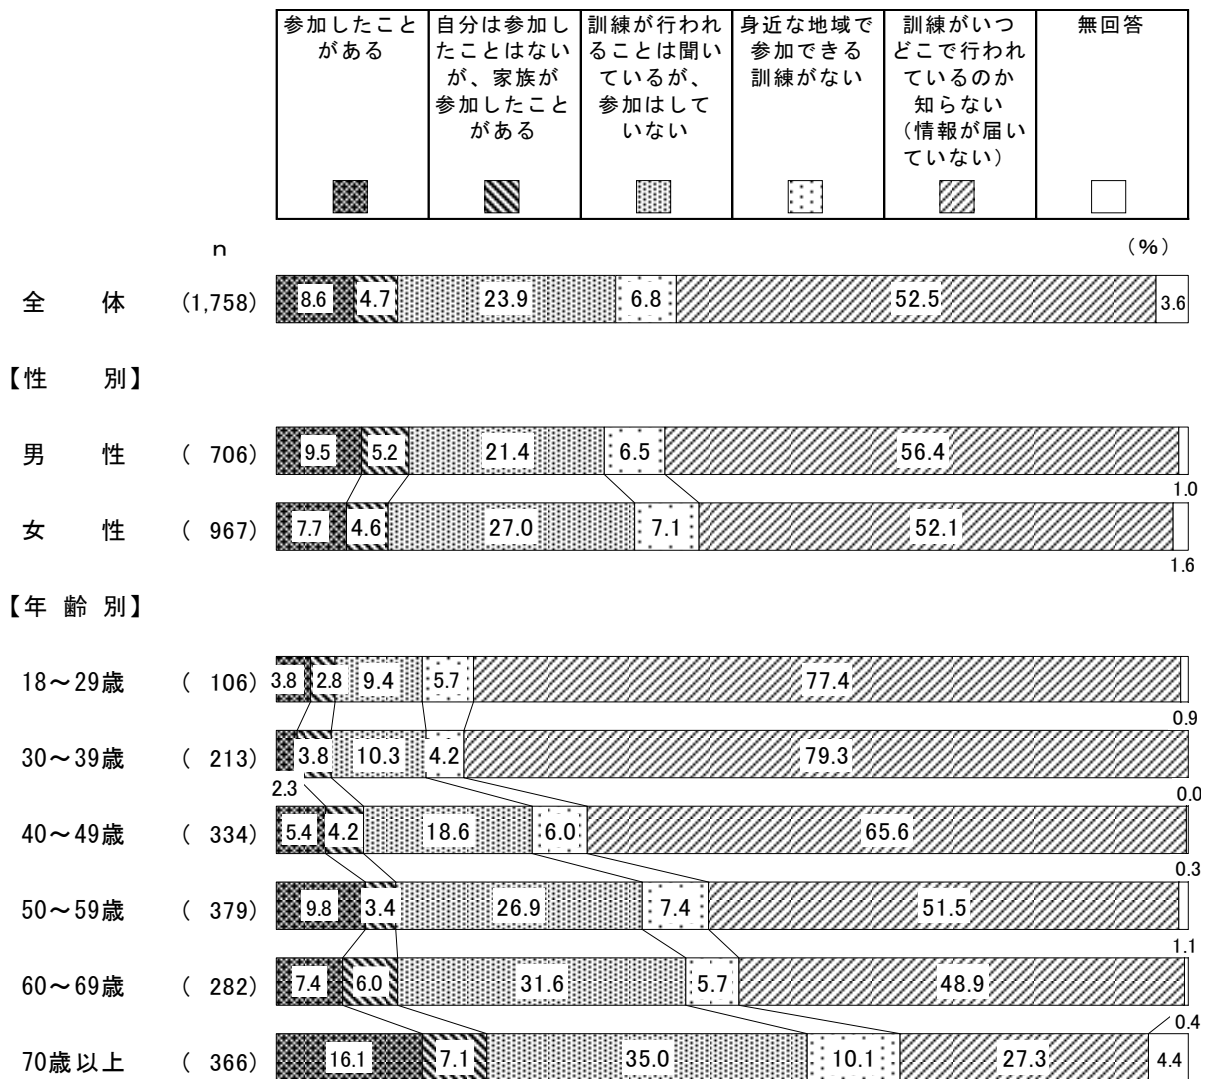 参加したこと
がある
自分は参加し
たことはない
が、家族が
参加したこと
がある
訓練が行われ
ることは聞い
ているが、
参加はして
いない
身近な地域で
参加できる
訓練がない
訓練がいつ
どこで行われ
ているのか
知らない
（情報が届い
ていない）
無回答
ｎ
（％）
全 体 (1,758) 8.6 4.7 23.9 6.8 52.5 3.6
【性 別】
男 性 ( 706) 9.5 5.2 21.4 6.5 56.4 1.0
女 性 ( 967) 7.7 4.6 27.0 7.1 52.1 1.6
【年 齢 別】
18～29歳 ( 106) 3.8 2.8 9.4 5.7 77.4 0.9
30～39歳 ( 213) 2.3 3.8 10.3 4.2 79.3 0.0
40～49歳 ( 334) 5.4 4.2 18.6 6.0 65.6 0.3
50～59歳 ( 379) 9.8 3.4 26.9 7.4 51.5 1.1
60～69歳 ( 282) 7.4 6.0 31.6 5.7 48.9 0.4
70歳以上 ( 366) 16.1 7.1 35.0 10.1 27.3 4.4